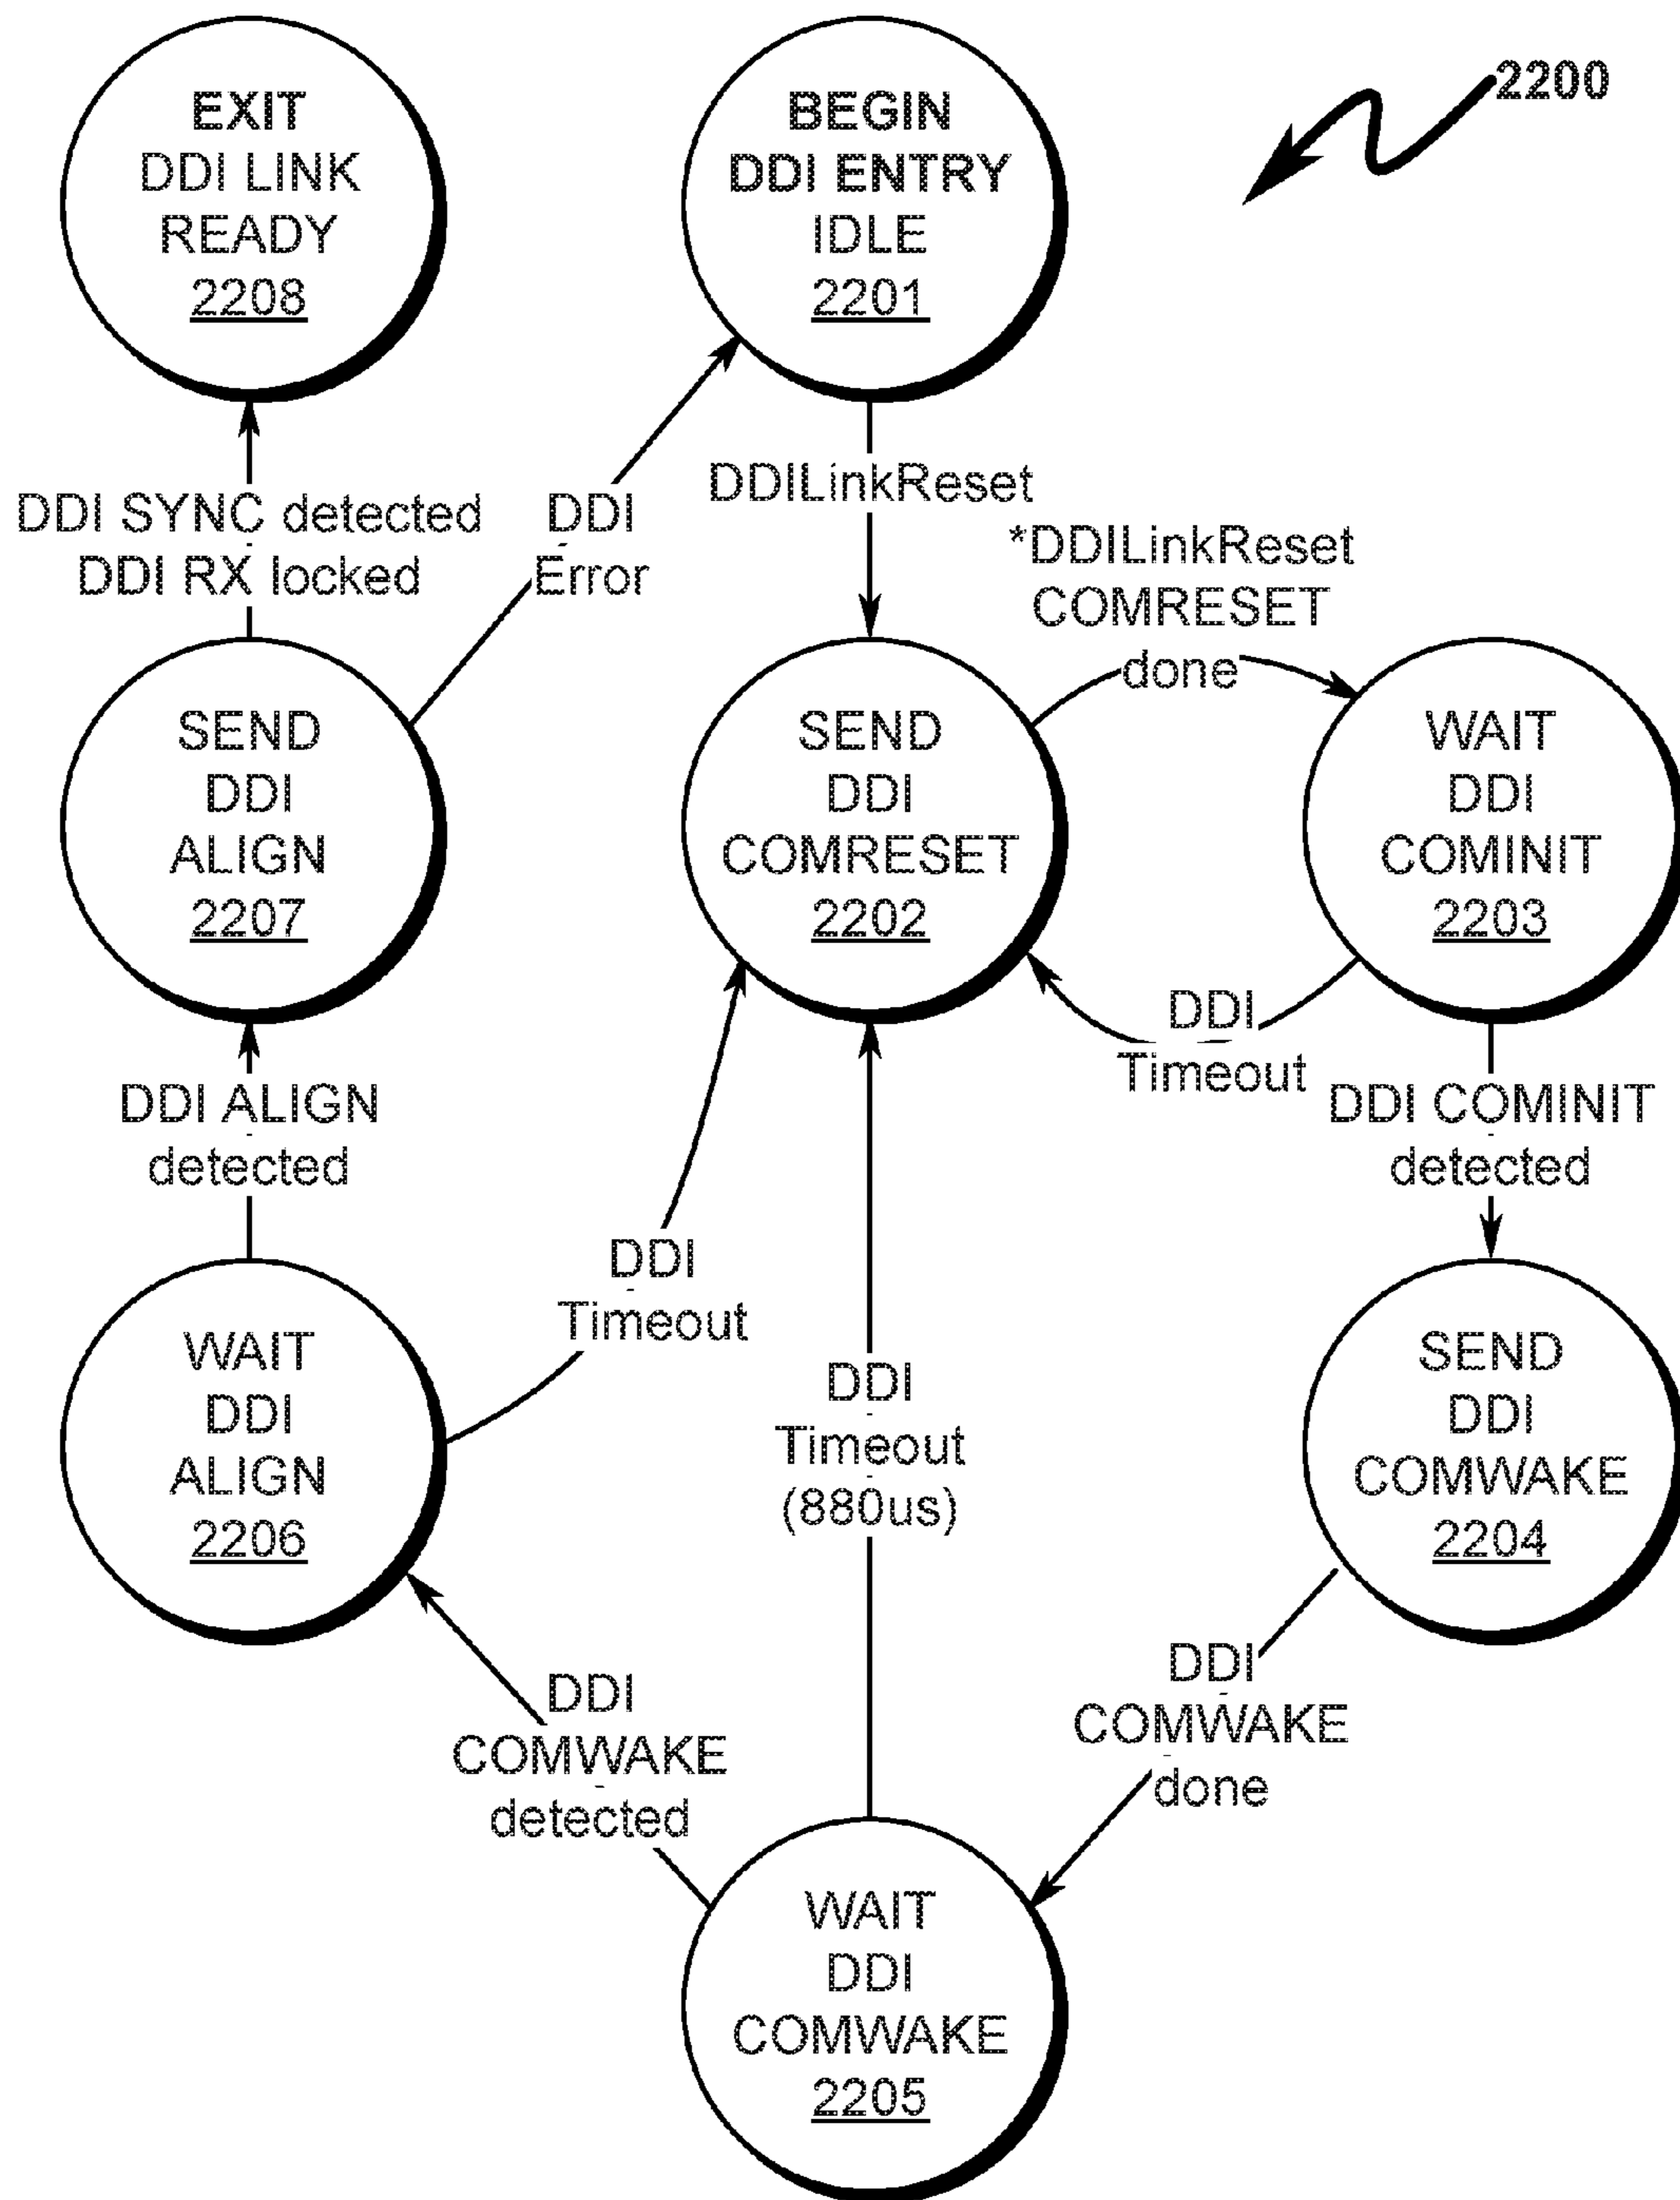 2200
EXIT
DDI LINK
READY
2208
BEGIN
DDI ENTRY
IDLE
2201
DDI SYNC detected
DDI RX locked
DDI
Error
DDILinkReset
*DDILinkReset
COMRESET
done
SEND
DDI
ALIGN
2207
SEND
DDI
COMRESET
2202
WAIT
DDI
COMINIT
2203
DDI
Timeout
DDI ALIGN
detected
DDI COMINIT
detected
DDI
Timeout
WAIT
DDI
ALIGN
2206
DDI
Timeout
(880us)
SEND
DDI
COMWAKE
2204
DDI
COMWAKE
detected
DDI
COMWAKE
done
WAIT
DDI
COMWAKE
2205